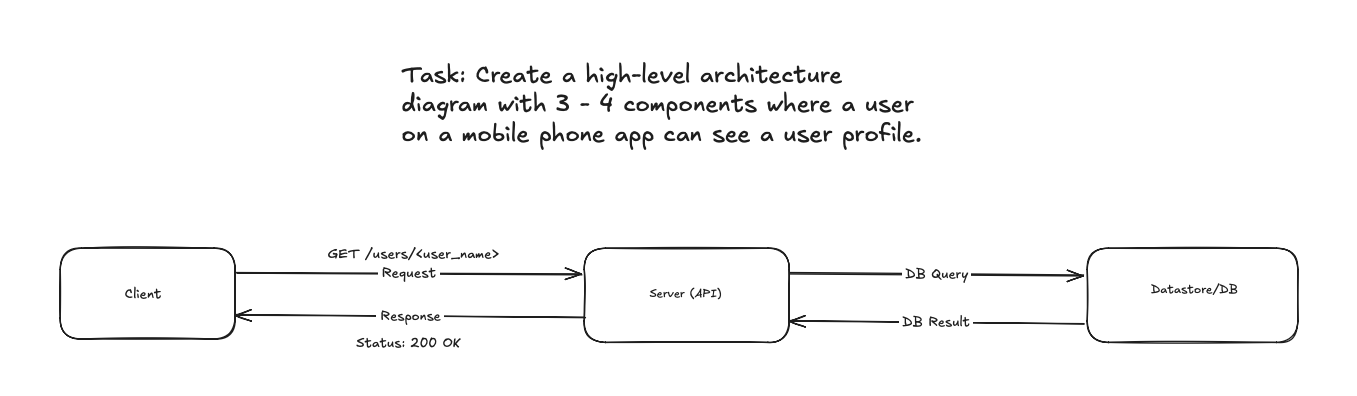 Task: Create a high-level architecture
diagram with 3 - 4 components where a user
on a mobile phone app can see a user profile.
GET /users/<user_name>
Request
DB Query
Client
Server (API)
Datastore/DB
Response
DB Result
Status: 200 OK